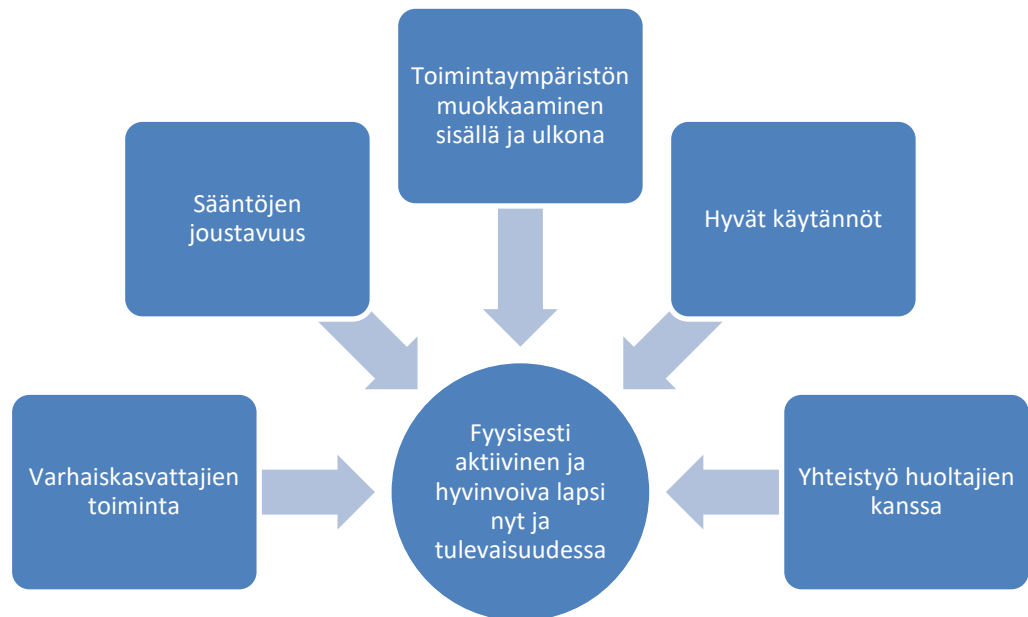 Toimintaympäristön
muokkaaminen
sisällä ja ulkona
Sääntöjen
joustavuus
Hyvät käytännöt
Varhaiskasvattajien
toiminta
Fyysisesti
aktiivinen ja
hyvinvoiva lapsi
nyt ja
tulevaisuudessa
Yhteistyö huoltajien
kanssa